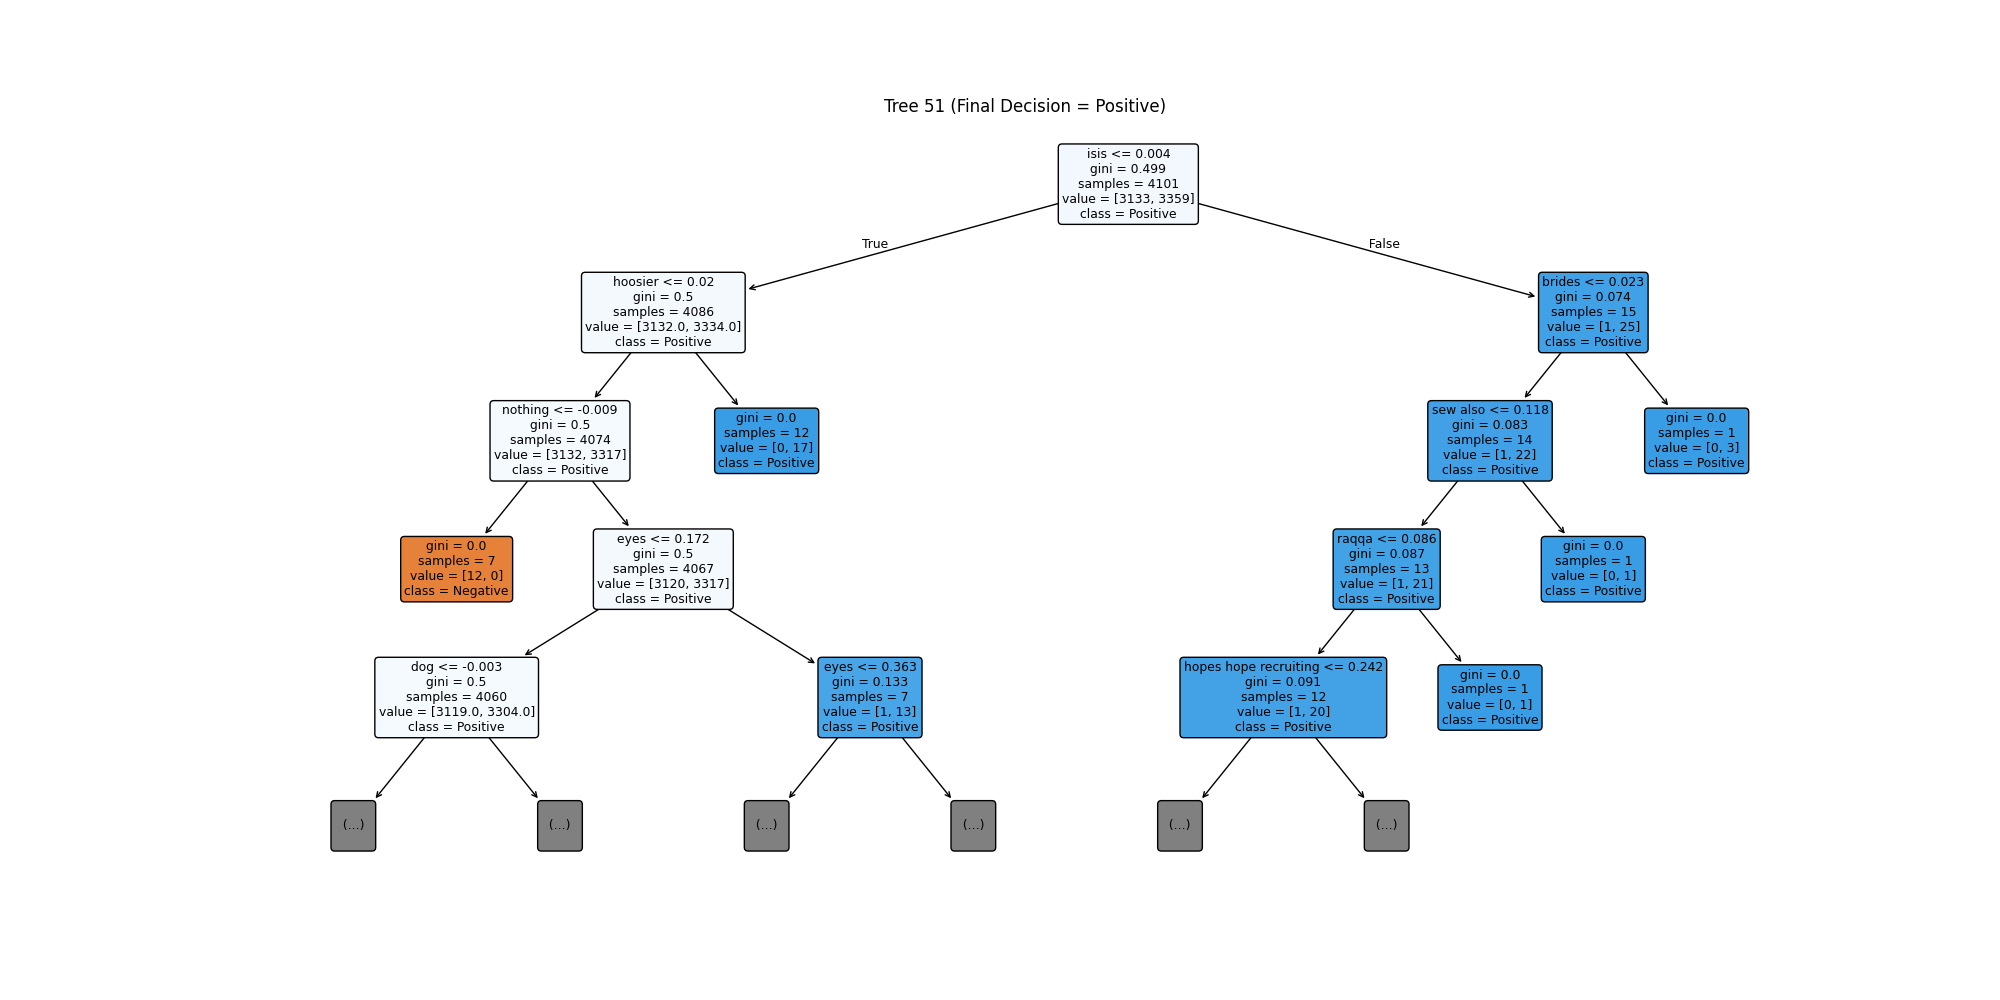 Tree 51 (Final Decision = Positive)
isis <= 0.004
gini = 0.499
samples = 4101
value = [3133, 3359]
class = Positive
True
False
hoosier <= 0.02
gini = 0.5
samples = 4086
value = [3132.0, 3334.0]
class = Positive
brides <= 0.023
gini = 0.074
samples = 15
value = [1, 25]
class = Positive
nothing <= -0.009
gini = 0.5
samples = 4074
value = [3132, 3317]
class = Positive
gini = 0.0
samples = 12
value = [0, 17]
class = Positive
sew also <= 0.118
gini = 0.083
samples = 14
value = [1, 22]
class = Positive
gini = 0.0
samples = 1
value = [0, 3]
class = Positive
gini = 0.0
samples = 7
value = [12, 0]
class = Negative
eyes <= 0.172
gini = 0.5
samples = 4067
value = [3120, 3317]
class = Positive
raqqa <= 0.086
gini = 0.087
samples = 13
value = [1, 21]
class = Positive
gini = 0.0
samples = 1
value = [0, 1]
class = Positive
dog <= -0.003
gini = 0.5
samples = 4060
value = [3119.0, 3304.0]
class = Positive
eyes <= 0.363
gini = 0.133
samples = 7
value = [1, 13]
class = Positive
hopes hope recruiting <= 0.242
gini = 0.091
samples = 12
value = [1, 20]
class = Positive
gini = 0.0
samples = 1
value = [0, 1]
class = Positive
(...)
(...)
(...)
(...)
(...)
(...)